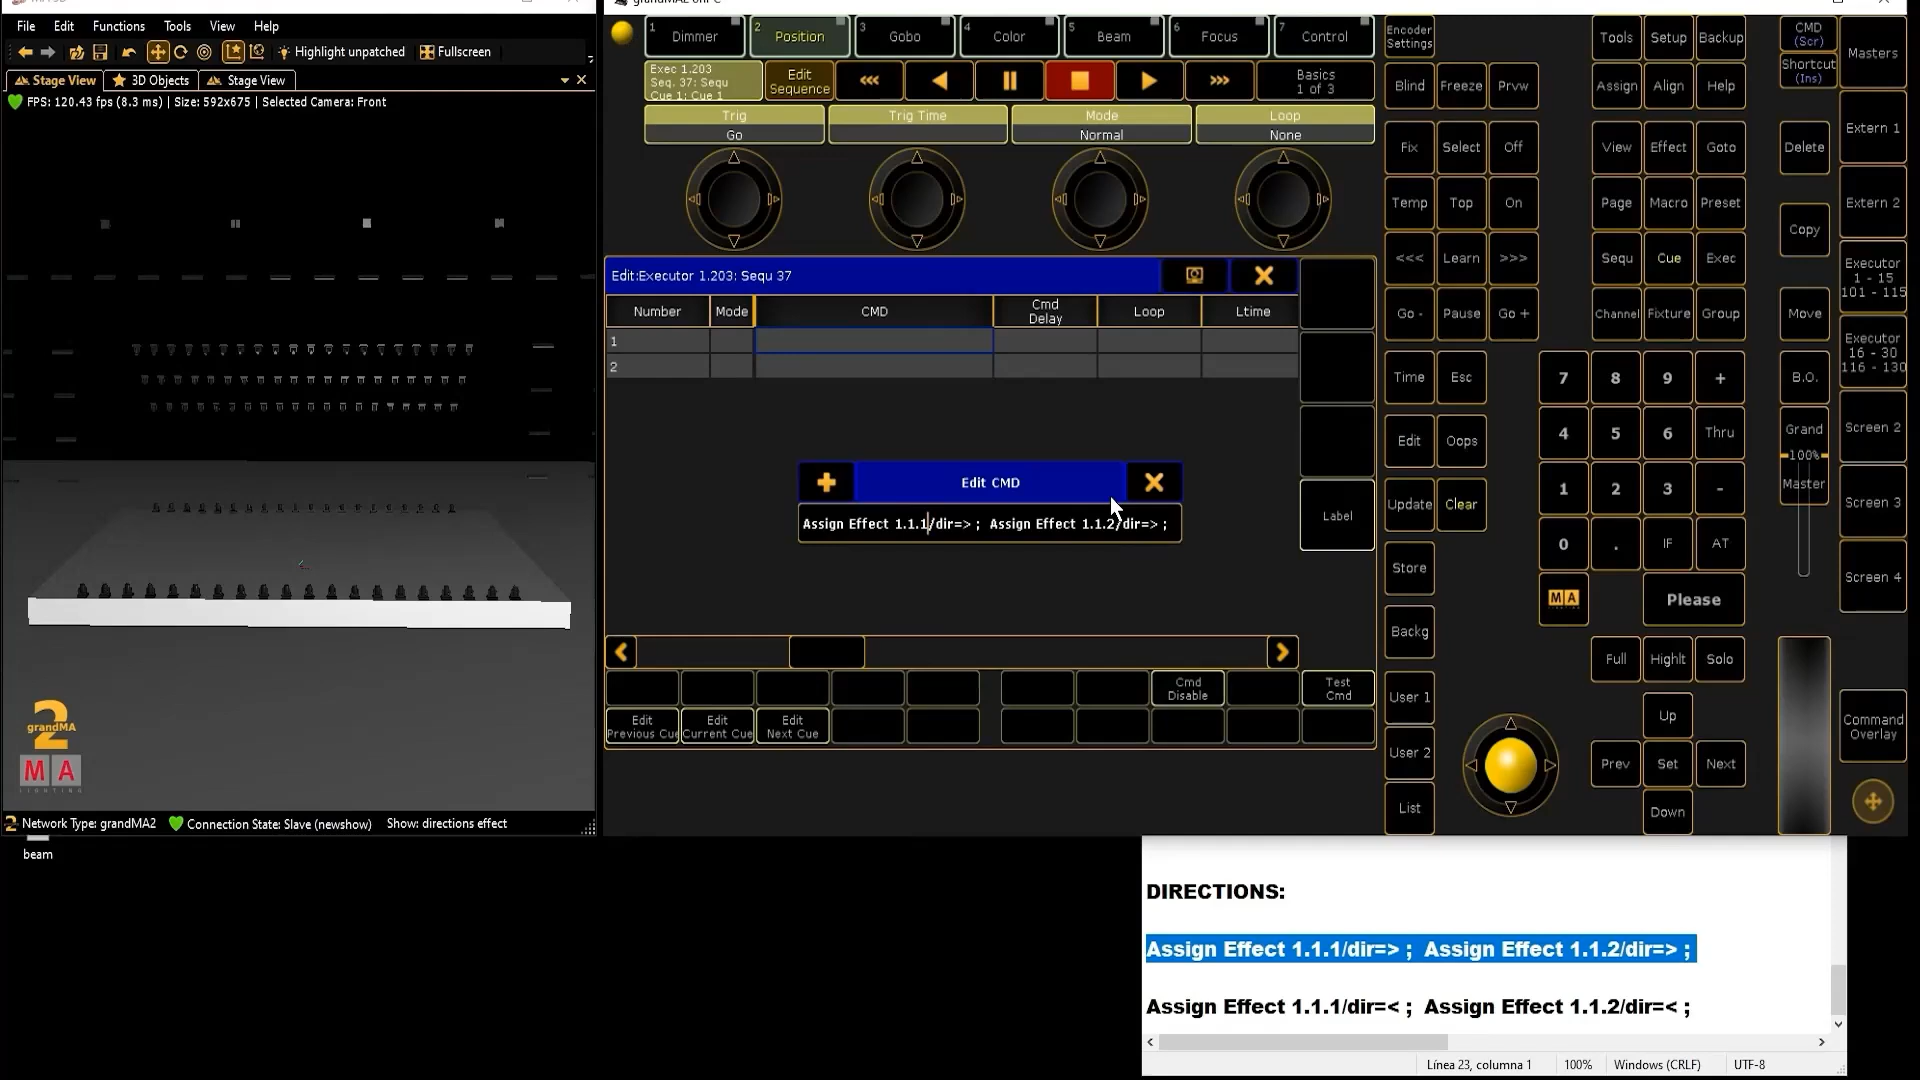 File Edit Functions Tools View Help
Highlight unpatched Fullscreen
Stage View 3D Objects Stage View
FPS: 120.43 fps (8.3 ms) | Size: 592x675 | Selected Camera: Front
grandMA
MA
LIGHTING
Network Type: grandMA2 Connection State: Slave (newshow) Show: directions effect
beam
1 Dimmer 2 Position 3 Gobo 4 Color 5 Beam 6 Focus 7 Control
Exec 1.203
Seq. 37: Sequ
Cue 1: Cue 1
Edit
Sequence
<<< >>>
Basics
1 of 3
Trig Trig Time Mode Loop
Go Normal None
Edit:Executor 1.203: Sequ 37
Number Mode CMD Cmd Delay Loop Ltime
1
2
Edit CMD
Assign Effect 1.1.1/dir=> ;  Assign Effect 1.1.2/dir=> ;
Label
Cmd
Disable
Test
Cmd
Edit
Previous Cue
Edit
Current Cue
Edit
Next Cue
Encoder
Settings
Tools Setup Backup
CMD
(Scr)
Shortcut
(Ins)
Masters
Blind Freeze Prvw Assign Align Help
Extern 1
Fix Select Off View Effect Goto Delete
Temp Top On Page Macro Preset Copy
Extern 2
<<< Learn >>> Sequ Cue Exec
Executor
1 - 15
101 - 115
Go - Pause Go + Channel Fixture Group Move
Executor
16 - 30
116 - 130
Time Esc 7 8 9 + B.O.
Edit Oops 4 5 6 Thru
Grand
100%
Master
Screen 2
Update Clear 1 2 3 -
Screen 3
Store 0 . IF AT
Screen 4
MA Please
Backg
Full Highlt Solo
User 1
Up
Command
Overlay
User 2
Prev Set Next
List
Down
DIRECTIONS:
Assign Effect 1.1.1/dir=> ;  Assign Effect 1.1.2/dir=> ;
Assign Effect 1.1.1/dir=< ;  Assign Effect 1.1.2/dir=< ;
Línea 23, columna 1 100% Windows (CRLF) UTF-8